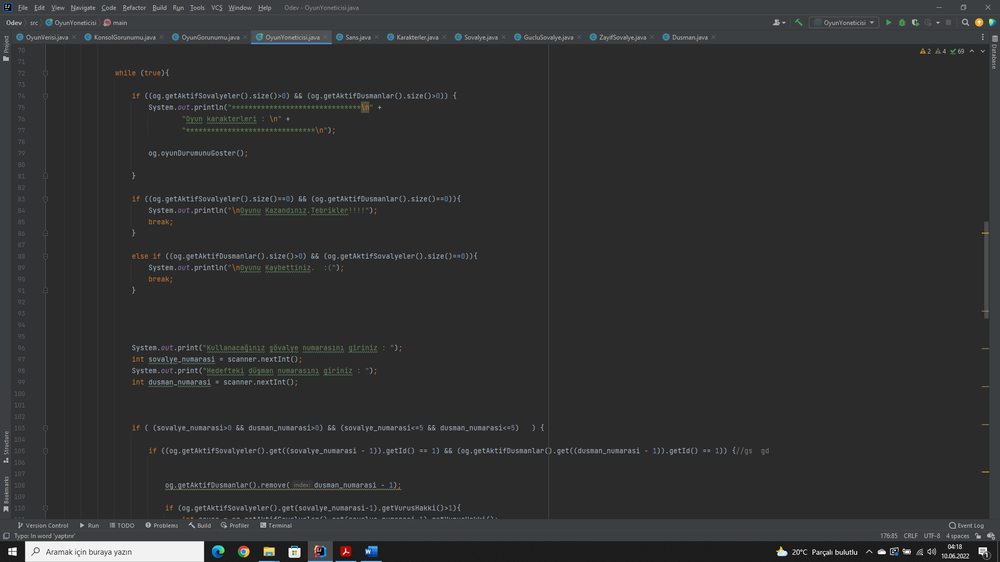 File Edit View Navigate Code Refactor Build Run Tools VCS Window Help Odev - OyunYoneticisi.java
Odev src OyunYoneticisi main OyunYoneticisi
OyunVerisi.java KonsolGorunumu.java OyunGorunumu.java OyunYoneticisi.java Sans.java Karakterler.java Sovalye.java GucluSovalye.java ZayifSovalye.java Dusman.java
Project
Database
2 4 69
70
71
72 while (true){
73
74 if ((og.getAktifSovalyeler().size()>0) && (og.getAktifDusmanlar().size()>0)) {
75 System.out.println("*******************************\n" +
76 "Oyun karakterleri : \n" +
77 "*******************************\n");
78
79 og.oyunDurumunuGoster();
80
81 }
82
83 if ((og.getAktifSovalyeler().size()==0) && (og.getAktifDusmanlar().size()==0)){
84 System.out.println("\nOyunu Kazandınız.Tebrikler!!!!");
85 break;
86 }
87
88 else if ((og.getAktifDusmanlar().size()>0) && (og.getAktifSovalyeler().size()==0)){
89 System.out.println("\nOyunu Kaybettiniz.  :(");
90 break;
91 }
92
93
94
95
96 System.out.print("Kullanacağınız şövalye numarasını giriniz : ");
97 int sovalye_numarasi = scanner.nextInt();
98 System.out.print("Hedefteki düşman numarasını giriniz : ");
99 int dusman_numarasi = scanner.nextInt();
100
101
102
103 if ( (sovalye_numarasi>0 && dusman_numarasi>0) && (sovalye_numarasi<=5 && dusman_numarasi<=5)   ) {
104
105 if ((og.getAktifSovalyeler().get((sovalye_numarasi - 1)).getId() == 1) && (og.getAktifDusmanlar().get((dusman_numarasi - 1)).getId() == 1)) {//gs  gd
106
107
108 og.getAktifDusmanlar().remove( index: dusman_numarasi - 1);
109
110 if (og.getAktifSovalyeler().get(sovalye_numarasi-1).getVurusHakki()>1){
Structure
Bookmarks
Version Control Run TODO Problems Build Profiler Terminal Event Log
Typo: In word 'yaptırır' 176:85 CRLF UTF-8 4 spaces
Aramak için buraya yazın 20°C Parçalı bulutlu 04:18
10.06.2022 1